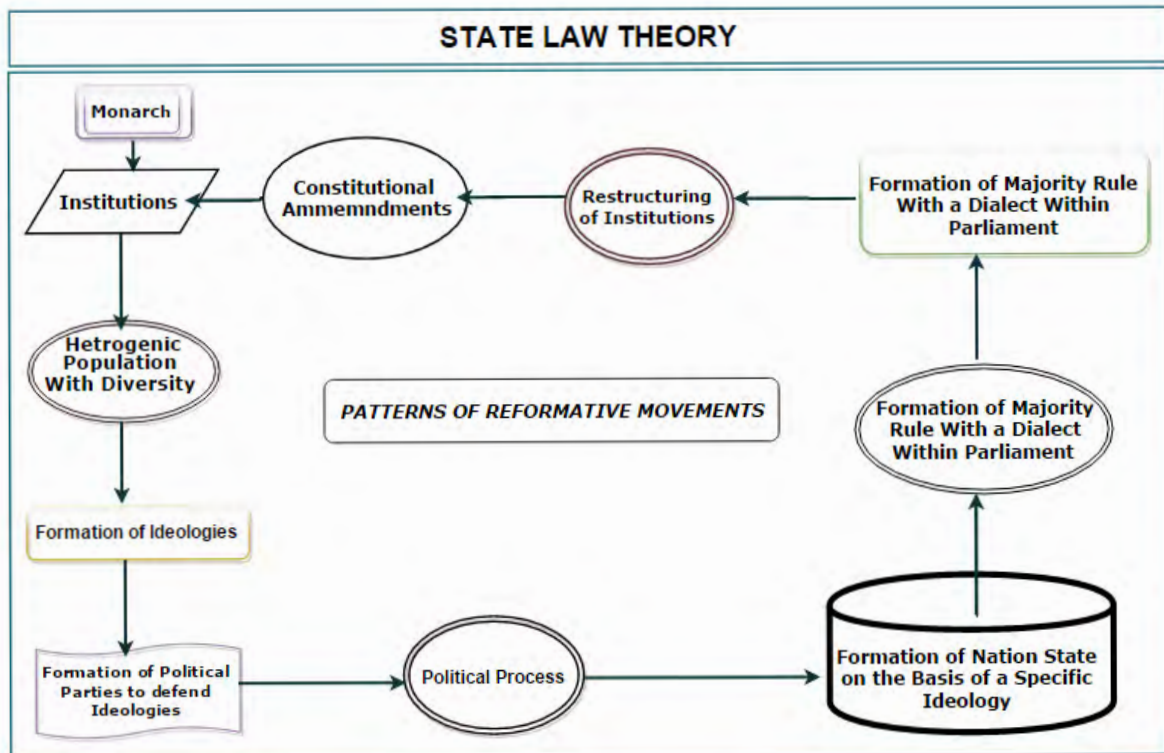 STATE LAW THEORY
Monarch
Institutions
Constitutional
Ammemndments
Restructuring
of Institutions
Formation of Majority Rule
With a Dialect Within
Parliament
Hetrogenic
Population
With Diversity
PATTERNS OF REFORMATIVE MOVEMENTS
Formation of Majority
Rule With a Dialect
Within Parliament
Formation of Ideologies
Formation of Political
Parties to defend
Ideologies
Political Process
Formation of Nation State
on the Basis of a Specific
Ideology